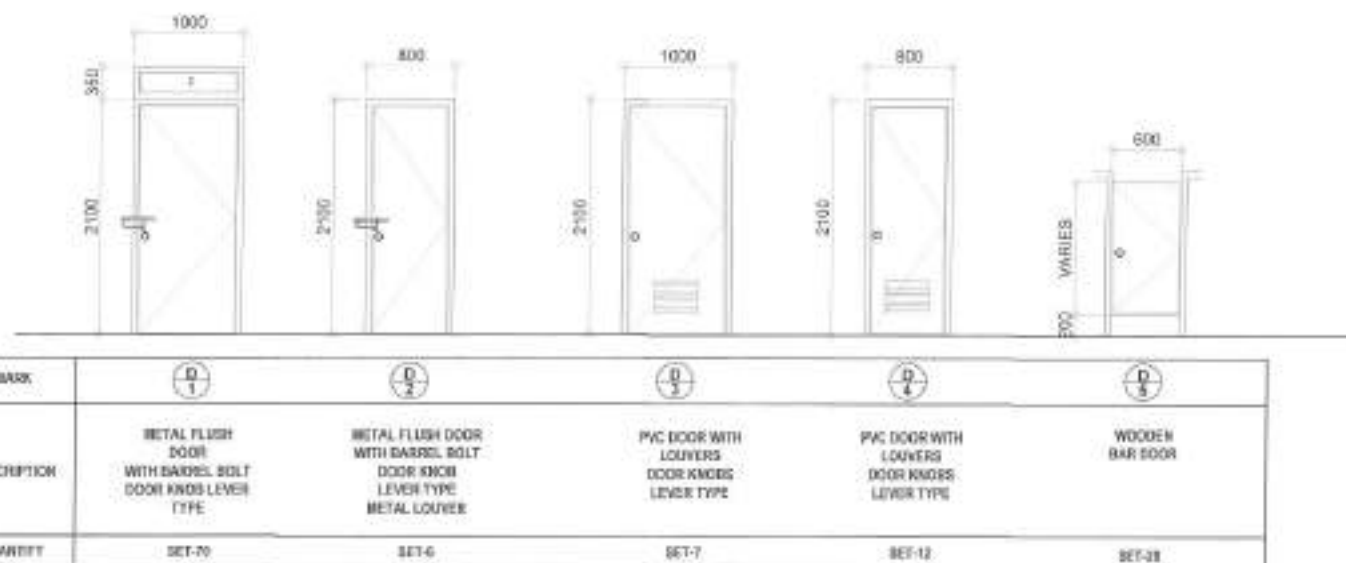 1000
800
1000
800
600
350
2100
2100
2100
2100
VARIES
200
MARK
D
1
D
2
D
3
D
4
D
5
CRIPTION
METAL FLUSH
DOOR
WITH BARREL BOLT
DOOR KNOB LEVER
TYPE
METAL FLUSH DOOR
WITH BARREL BOLT
DOOR KNOB
LEVER TYPE
METAL LOUVER
PVC DOOR WITH
LOUVERS
DOOR KNOBS
LEVER TYPE
PVC DOOR WITH
LOUVERS
DOOR KNOBS
LEVER TYPE
WOODEN
BAR DOOR
ANTITY
SET-70
SET-6
SET-7
SET-12